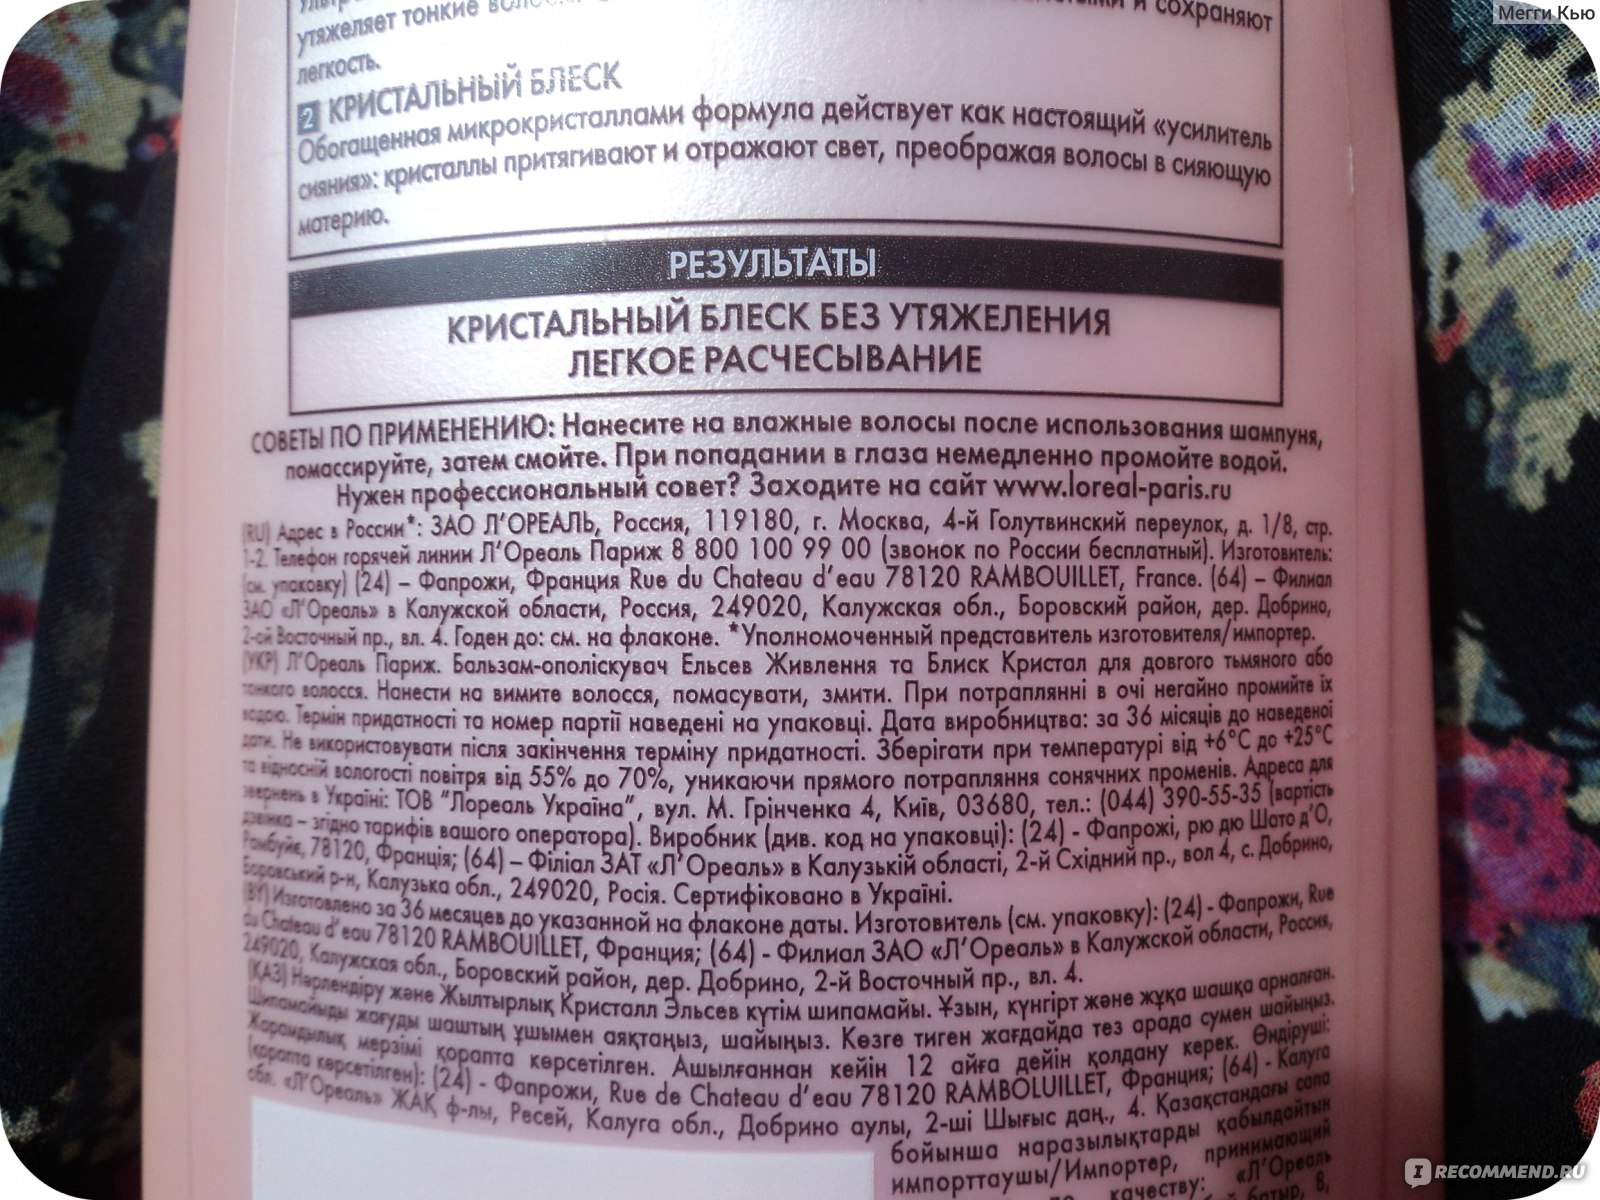 Мегги Кью
утяжеляет тонкие и сохраняют
легкость.
2 КРИСТАЛЬНЫЙ БЛЕСК
Обогащенная микрокристаллами формула действует как настоящий «усилитель
сияния»: кристаллы притягивают и отражают свет, преображая волосы в сияющую
материю.
РЕЗУЛЬТАТЫ
КРИСТАЛЬНЫЙ БЛЕСК БЕЗ УТЯЖЕЛЕНИЯ
ЛЕГКОЕ РАСЧЕСЫВАНИЕ
СОВЕТЫ ПО ПРИМЕНЕНИЮ: Нанесите на влажные волосы после использования шампуня,
помассируйте, затем смойте. При попадании в глаза немедленно промойте водой.
Нужен профессиональный совет? Заходите на сайт www.loreal-paris.ru
(RU) Адрес в России*: ЗАО Л'ОРЕАЛЬ, Россия, 119180, г. Москва, 4-й Голутвинский переулок, д. 1/8, стр.
1-2. Телефон горячей линии Л'Ореаль Париж 8 800 100 99 00 (звонок по России бесплатный). Изготовитель:
(см. упаковку) (24) – Фапрожи, Франция Rue du Chateau d'eau 78120 RAMBOUILLET, France. (64) – Филиал
ЗАО «Л'Ореаль» в Калужской области, Россия, 249020, Калужская обл., Боровский район, дер. Добрино,
2-ой Восточный пр., вл. 4. Годен до: см. на флаконе. *Уполномоченный представитель изготовителя/импортер.
(УКР) Л'Ореаль Париж. Бальзам-ополіскувач Ельсев Живлення та Блиск Кристал для довгого тьмяного або
тонкого волосся. Нанести на вимите волосся, помасувати, змити. При потраплянні в очі негайно промийте їх
водою. Термін придатності та номер партії наведені на упаковці. Дата виробництва: за 36 місяців до наведеної
дати. Не використовувати після закінчення терміну придатності. Зберігати при температурі від +6°C до +25°C
та відносній вологості повітря від 55% до 70%, уникаючи прямого потрапляння сонячних променів. Адреса для
звернень в Україні: ТОВ "Лореаль Україна", вул. М. Грінченка 4, Київ, 03680, тел.: (044) 390-55-35 (вартість
дзвінка – згідно тарифів вашого оператора). Виробник (див. код на упаковці): (24) - Фапрожі, рю дю Шато д'О,
Рамбуйє, 78120, Франція; (64) – Філіал ЗАТ «Л'Ореаль» в Калузькій області, 2-й Східний пр., вол 4, с. Добрино,
Боровський р-н, Калузька обл., 249020, Росія. Сертифіковано в Україні.
(BY) Изготовлено за 36 месяцев до указанной на флаконе даты. Изготовитель (см. упаковку): (24) - Фапрожи, Rue
du Chateau d'eau 78120 RAMBOUILLET, Франция; (64) - Филиал ЗАО «Л'Ореаль» в Калужской области, Россия,
249020, Калужская обл., Боровский район, дер. Добрино, 2-й Восточный пр., вл. 4.
(КАЗ) Нәрлендіру және Жылтырлық Кристалл Эльсев күтім шипамайы. Ұзын, күңгірт және жұқа шашқа арналған.
Шипамайыды жағуды шаштың ұшымен аяқтаңыз, шайыңыз. Көзге тиген жағдайда тез арада сумен шайыңыз.
Жарамдылық мерзімі қорапта көрсетілген. Ашылғаннан кейін 12 айға дейін қолдану керек. Өндіруші:
(қорапта көрсетілген): (24) - Фапрожи, Rue de Chateau d'eau 78120 RAMBOLUILLET, Франция; (64) - Калуга
обл. «Л'Ореаль» ЖАҚ ф-лы, Ресей, Калуга обл., Добрино аулы, 2-ші Шығыс даң., 4. Қазақстандағы сапа
бойынша наразылықтарды қабылдайтын
импорттаушы/Импортер, принимающий
качеству: «Л'Ореаль
батыр, 8,
IRECOMMEND.RU